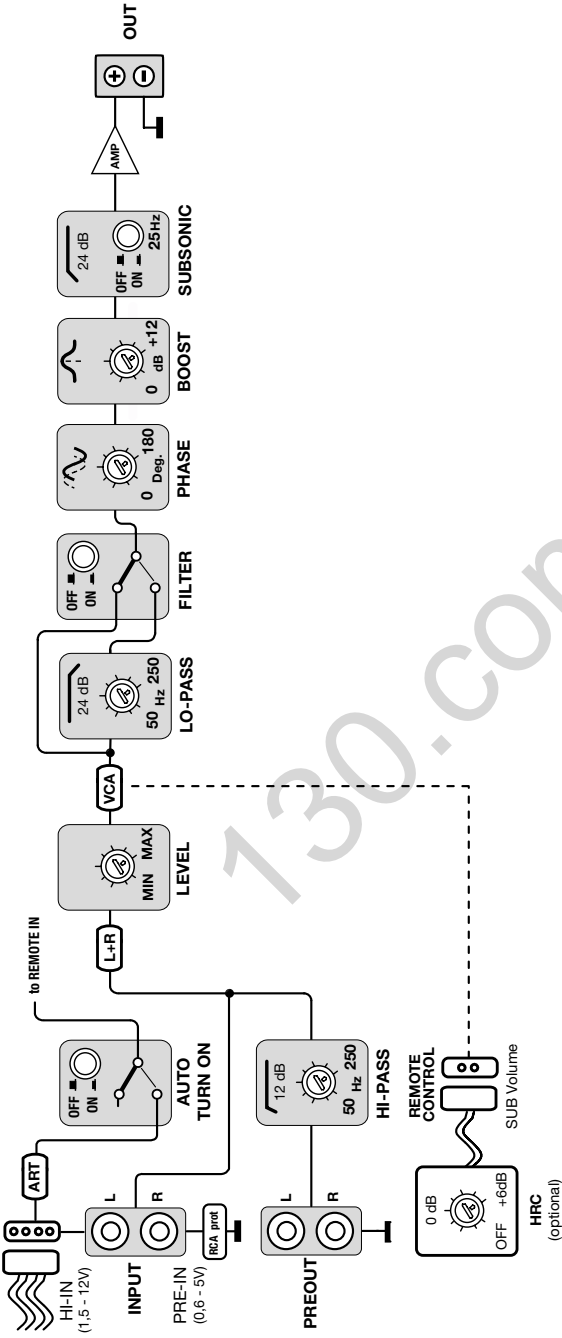 HI-IN
(1,5 - 12V)
ART
INPUT
L
R
PRE-IN
(0,6 - 5V)
RCA prot
AUTO
TURN ON
OFF
ON
to REMOTE IN
PREOUT
L
R
HI-PASS
12 dB
50 Hz 250
L+R
LEVEL
MIN MAX
VCA
LO-PASS
24 dB
50 Hz 250
FILTER
OFF
ON
PHASE
0 Deg. 180
BOOST
0 dB +12
SUBSONIC
24 dB
OFF
ON
25Hz
AMP
OUT
+
−
HRC
(optional)
0 dB
OFF +6dB
REMOTE
CONTROL
SUB Volume
130.com